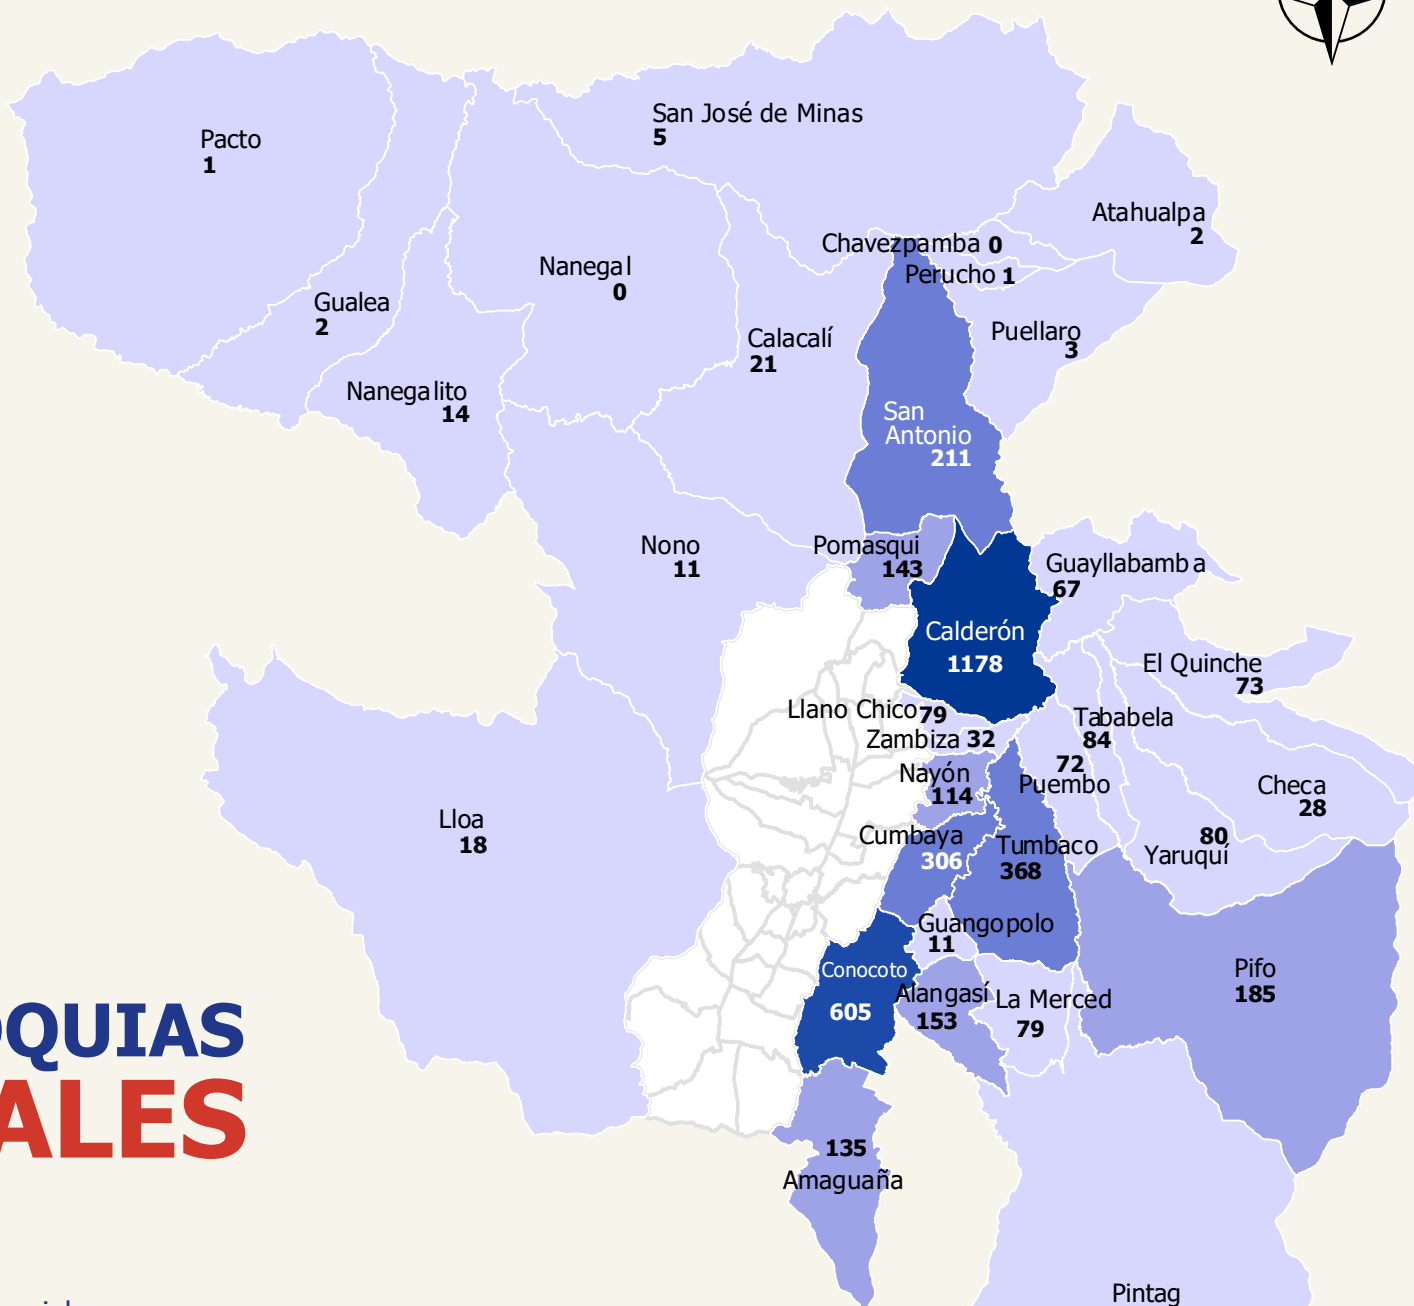 San José de Minas
5
Pacto
1
Atahualpa
2
Chavezpamba 0
Perucho 1
Nanegal
0
Gualea
2
Puellaro
3
Calacalí
21
Nanegalito
14
San
Antonio
211
Nono
11
Pomasqui
143
Guayllabamba
67
Calderón
1178
El Quinche
73
Llano Chico 79
Tababela
84
Zambiza 32
72
Puembo
Nayón
114
Checa
28
Lloa
18
Cumbaya
306
Tumbaco
368
80
Yaruquí
Guangopolo
11
Conocoto
605
Pifo
185
Alangasí
153
La Merced
79
QUIAS
ALES
135
Amaguaña
Pintag